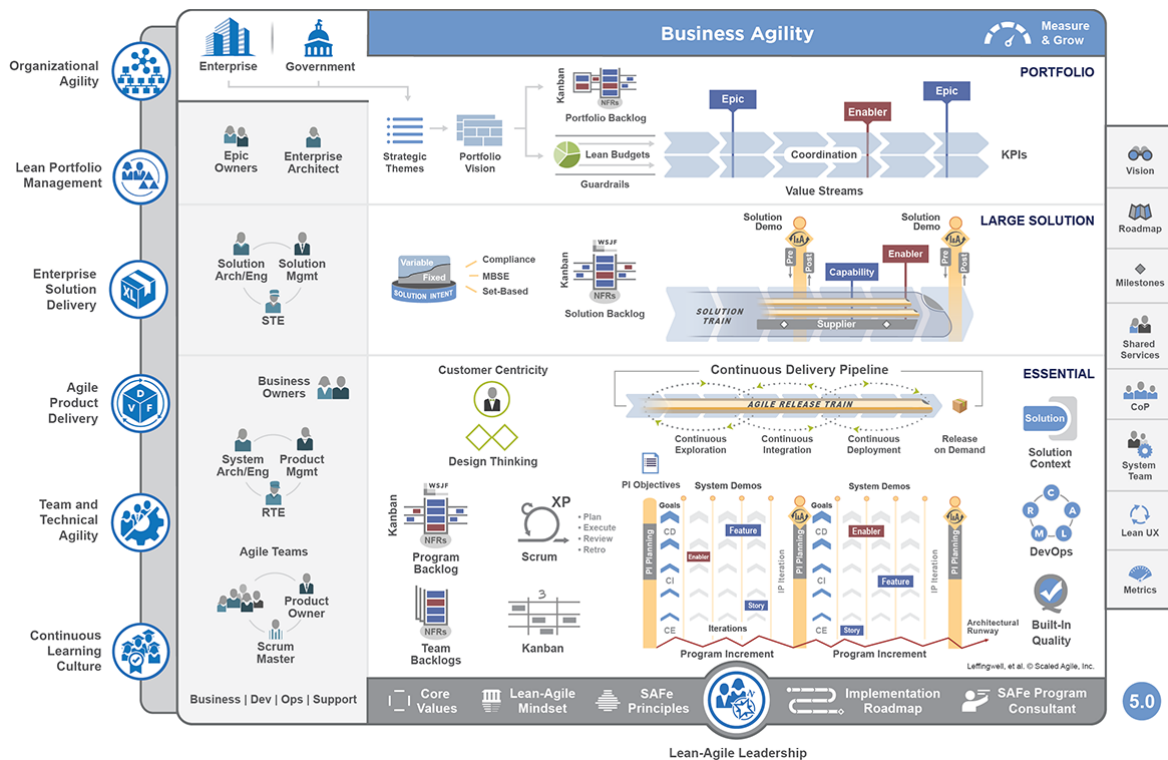 Business Agility
Measure
& Grow
Enterprise
Government
Organizational
Agility
Lean Portfolio
Management
Enterprise
Solution
Delivery
Agile
Product
Delivery
Team and
Technical
Agility
Continuous
Learning
Culture
XL
D
V F
PORTFOLIO
Epic
Owners
Enterprise
Architect
Strategic
Themes
Portfolio
Vision
Kanban
NFRs
Portfolio Backlog
Lean Budgets
Guardrails
Epic
Enabler
Epic
Coordination
KPIs
Value Streams
LARGE SOLUTION
Solution
Arch/Eng
Solution
Mgmt
STE
Variable
Fixed
SOLUTION INTENT
Compliance
MBSE
Set-Based
WSJF
Kanban
NFRs
Solution Backlog
Solution
Demo
I&A
Pre
Post
Capability
Enabler
Solution
Demo
I&A
Pre
Post
SOLUTION
TRAIN
Supplier
ESSENTIAL
Business
Owners
System
Arch/Eng
Product
Mgmt
RTE
Agile Teams
Product
Owner
Scrum
Master
Business | Dev | Ops | Support
Customer Centricity
Design Thinking
Continuous Delivery Pipeline
AGILE RELEASE TRAIN
Continuous
Exploration
Continuous
Integration
Continuous
Deployment
Release
on Demand
WSJF
Kanban
NFRs
Program
Backlog
XP
Scrum
• Plan
• Execute
• Review
• Retro
NFRs
Team
Backlogs
3
Kanban
PI Objectives
System Demos
System Demos
Goals
CD
CI
CE
PI Planning
Feature
Enabler
Story
Iterations
IP Iteration
I&A
PI Planning
Goals
CD
CI
CE
Enabler
Feature
Story
IP Iteration
I&A
PI Planning
Program Increment
Program Increment
Architectural
Runway
Solution
Solution
Context
C
A
L
M
R
DevOps
Built-In
Quality
Leffingwell, et al. © Scaled Agile, Inc.
Vision
Roadmap
Milestones
Shared
Services
CoP
System
Team
Lean UX
Metrics
Core
Values
Lean-Agile
Mindset
SAFe
Principles
N
Implementation
Roadmap
SAFe Program
Consultant
Lean-Agile Leadership
5.0